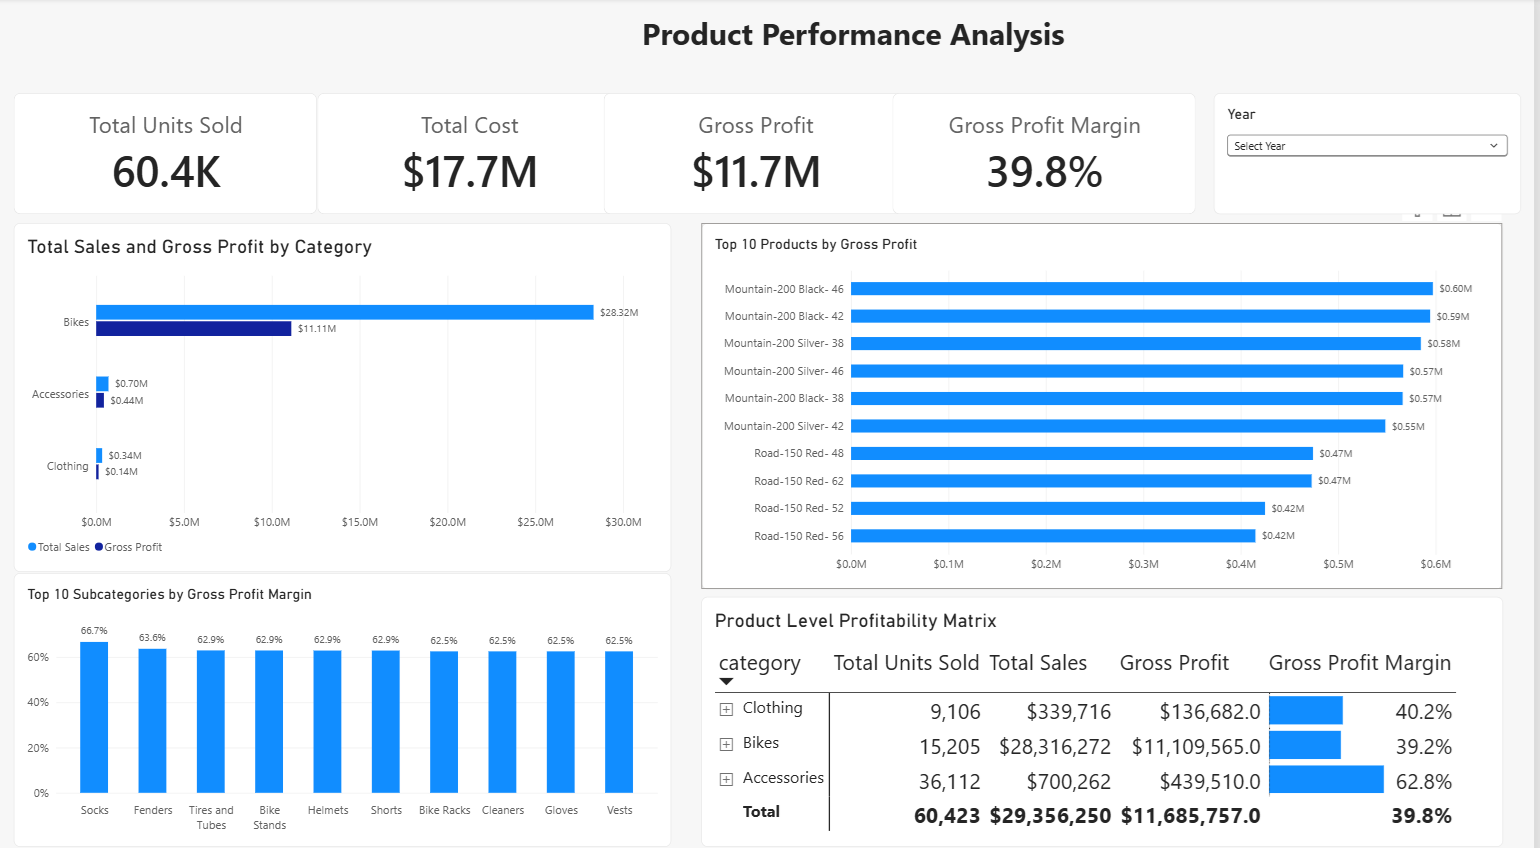 Product Performance Analysis
Total Units Sold
60.4K
Total Cost
$17.7M
Gross Profit
$11.7M
Gross Profit Margin
39.8%
Year
Select Year
Total Sales and Gross Profit by Category
Bikes
$28.32M
$11.11M
Accessories
$0.70M
$0.44M
Clothing
$0.34M
$0.14M
$0.0M $5.0M $10.0M $15.0M $20.0M $25.0M $30.0M
Total Sales Gross Profit
Top 10 Products by Gross Profit
Mountain-200 Black- 46 $0.60M
Mountain-200 Black- 42 $0.59M
Mountain-200 Silver- 38 $0.58M
Mountain-200 Silver- 46 $0.57M
Mountain-200 Black- 38 $0.57M
Mountain-200 Silver- 42 $0.55M
Road-150 Red- 48 $0.47M
Road-150 Red- 62 $0.47M
Road-150 Red- 52 $0.42M
Road-150 Red- 56 $0.42M
$0.0M $0.1M $0.2M $0.3M $0.4M $0.5M $0.6M
Top 10 Subcategories by Gross Profit Margin
66.7% 63.6% 62.9% 62.9% 62.9% 62.9% 62.5% 62.5% 62.5% 62.5%
60%
40%
20%
0%
Socks Fenders Tires and Bike Helmets Shorts Bike Racks Cleaners Gloves Vests
Tubes Stands
Product Level Profitability Matrix
category Total Units Sold Total Sales Gross Profit Gross Profit Margin
Clothing 9,106 $339,716 $136,682.0 40.2%
Bikes 15,205 $28,316,272 $11,109,565.0 39.2%
Accessories 36,112 $700,262 $439,510.0 62.8%
Total 60,423 $29,356,250 $11,685,757.0 39.8%